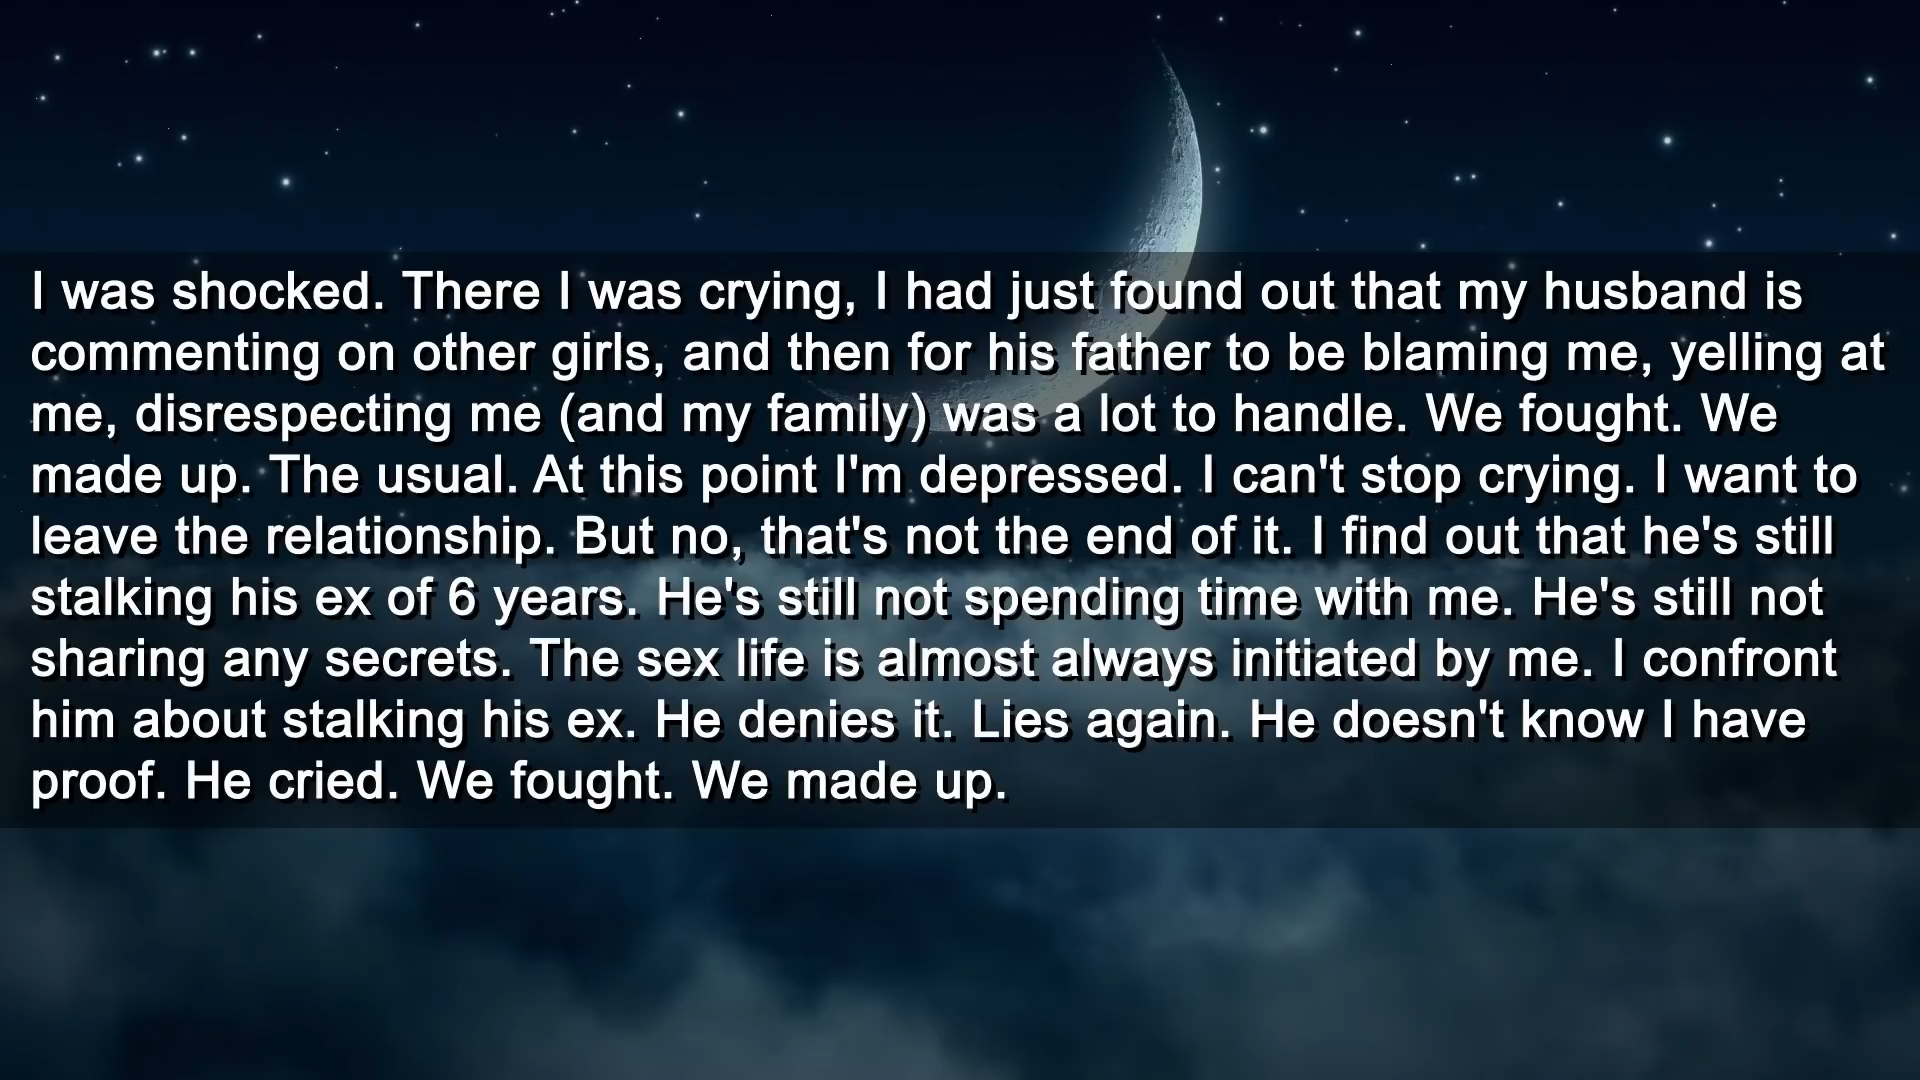 I was shocked. There I was crying, I had just found out that my husband is
commenting on other girls, and then for his father to be blaming me, yelling at
me, disrespecting me (and my family) was a lot to handle. We fought. We
made up. The usual. At this point I'm depressed. I can't stop crying. I want to
leave the relationship. But no, that's not the end of it. I find out that he's still
stalking his ex of 6 years. He's still not spending time with me. He's still not
sharing any secrets. The sex life is almost always initiated by me. I confront
him about stalking his ex. He denies it. Lies again. He doesn't know I have
proof. He cried. We fought. We made up.